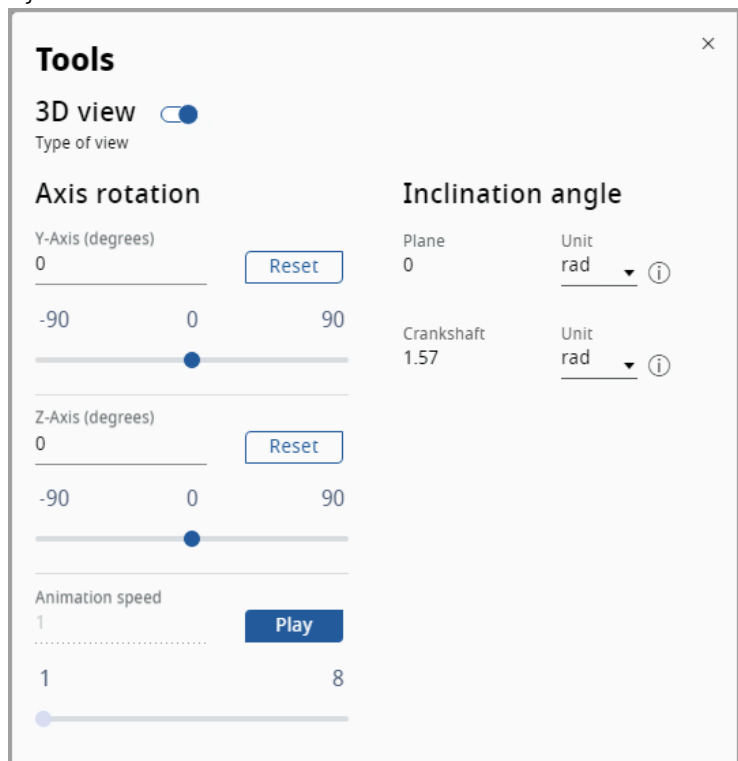 Tools
3D view
Type of view
Axis rotation
Y-Axis (degrees)
0
Reset
-90 0 90
Z-Axis (degrees)
0
Reset
-90 0 90
Animation speed
1
Play
1 8
Inclination angle
Plane Unit
0 rad
Crankshaft Unit
1.57 rad